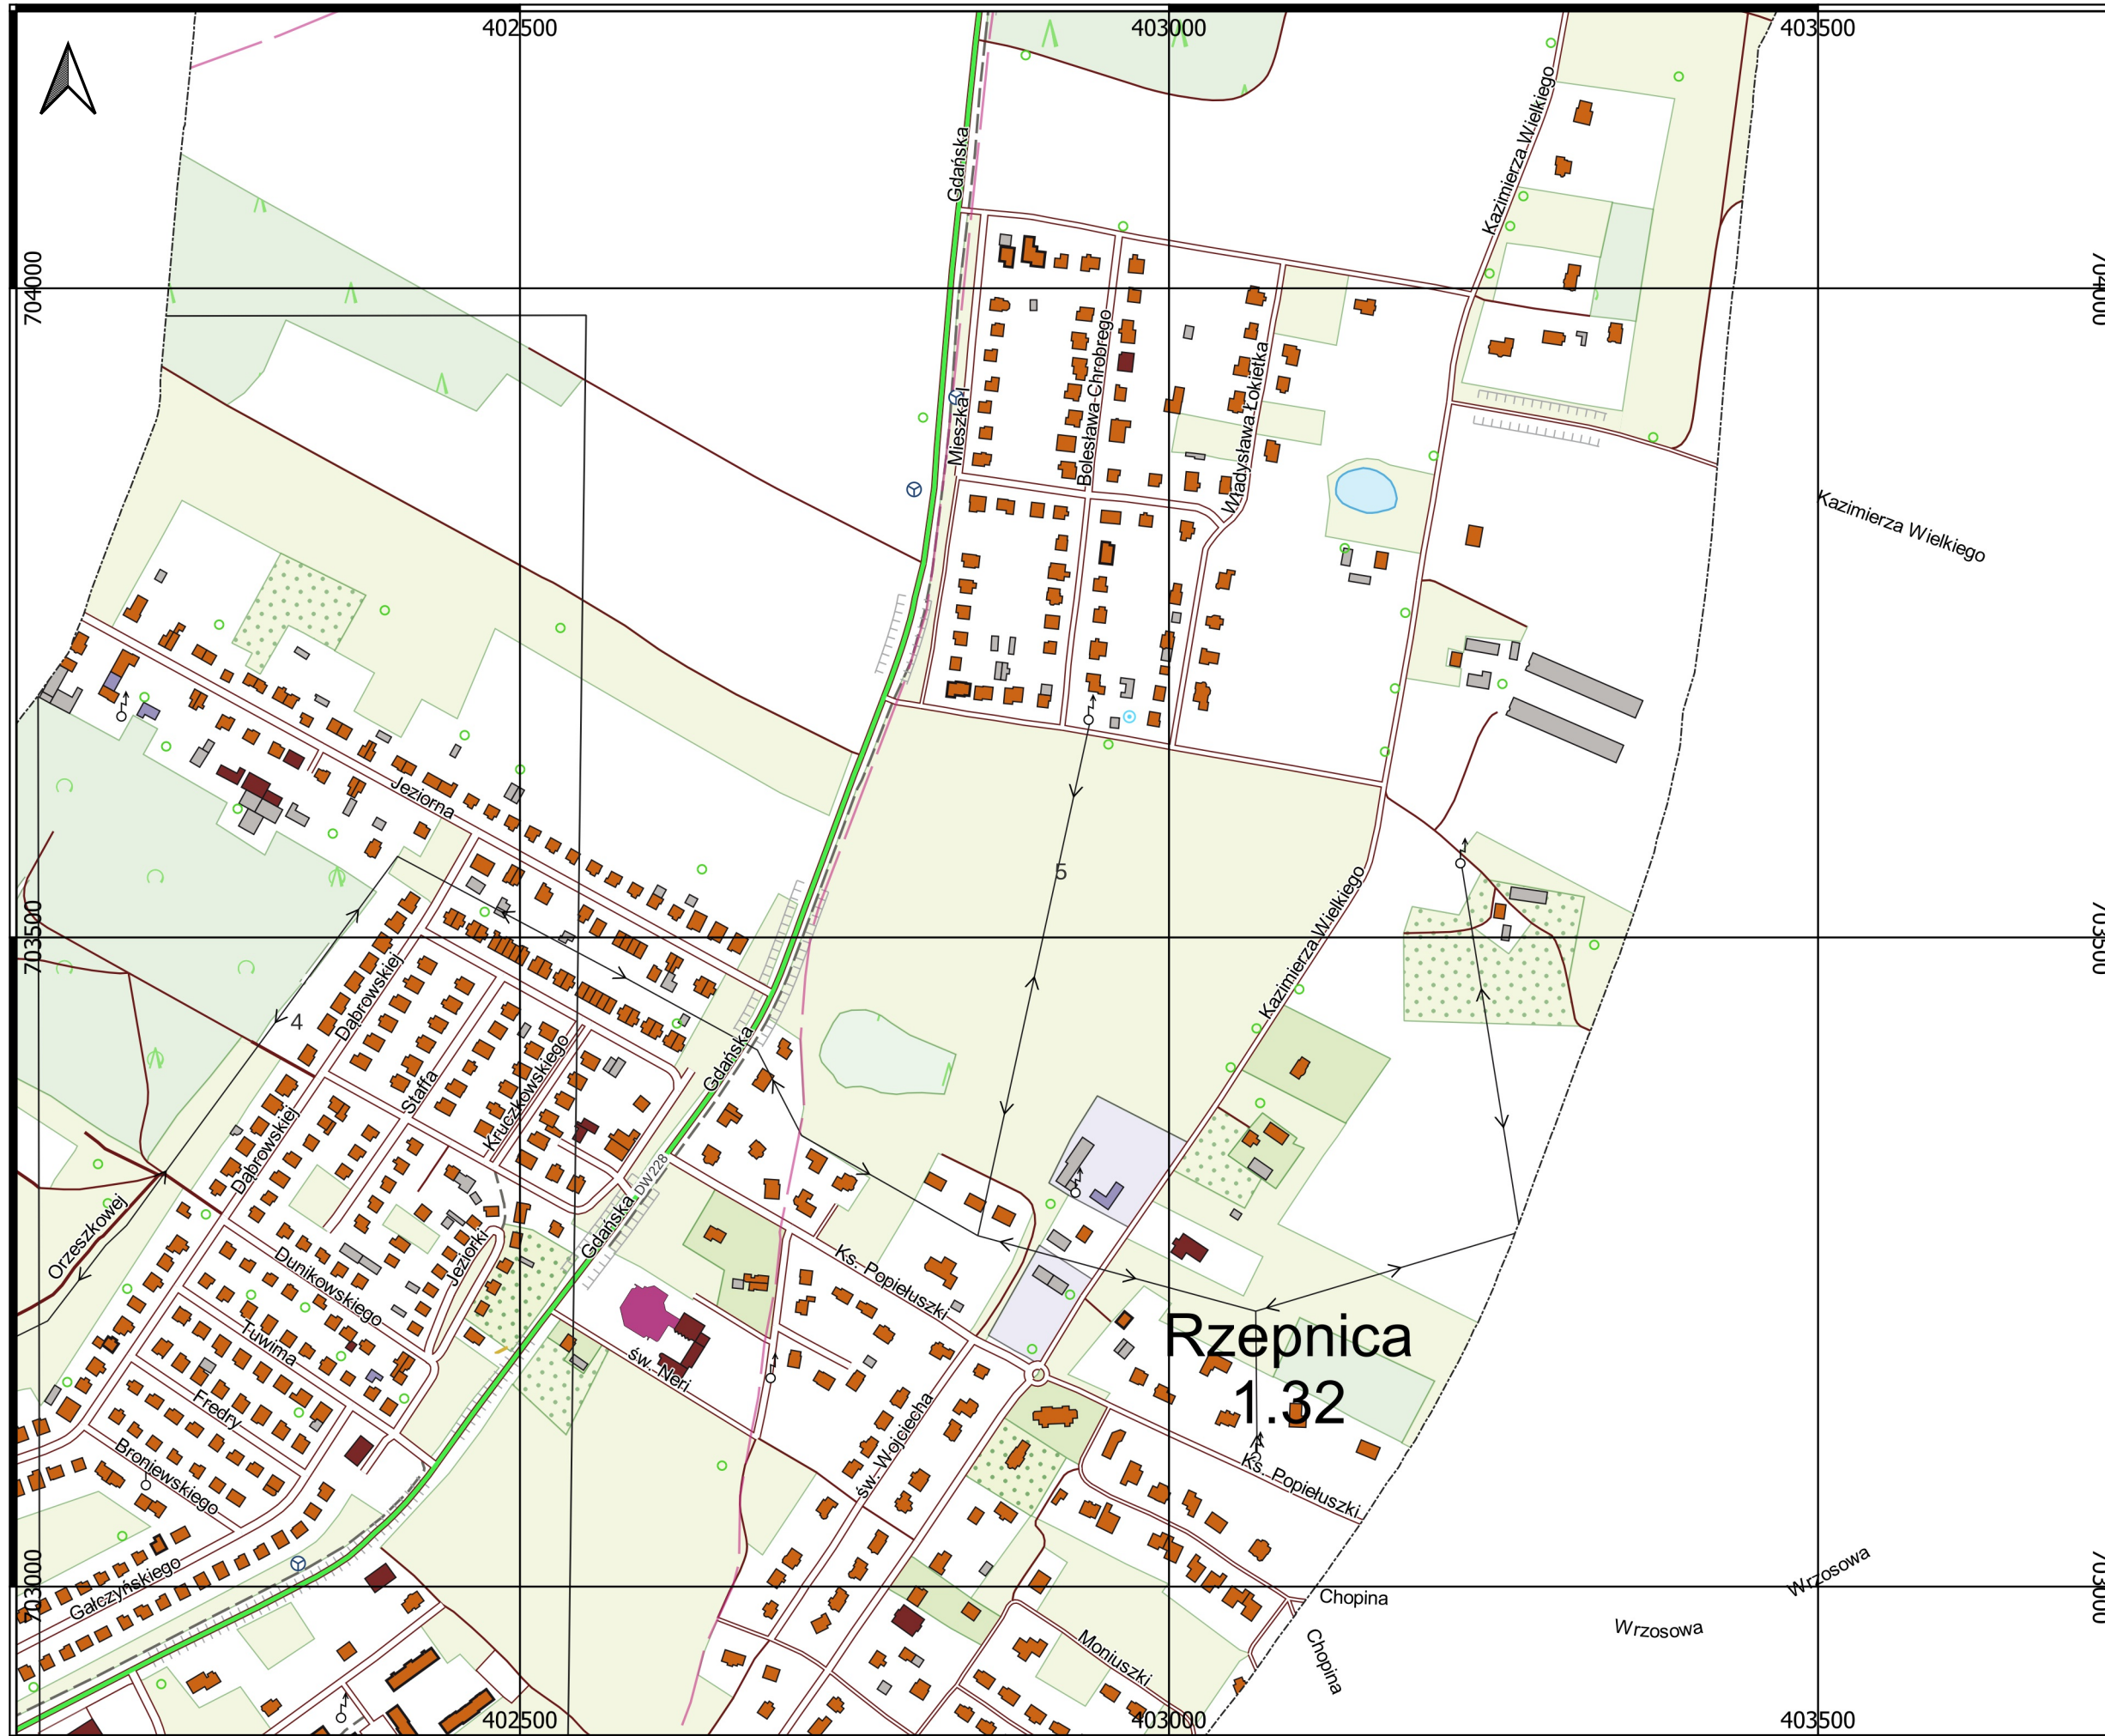 402500
403000
403500
Kazimierza Wielkiego
Gdańska
Kazimierza Wielkiego
704000
704000
Mieszka I
Bolesława Chrobrego
Władysława Łokietka
Kazimierza Wielkiego
Jeziorna
5
Kazimierza Wielkiego
703500
703500
Dąbrowskiej
4
Gdańska
Staffa
Kruczkowskiego
Dąbrowskiej
DW228
Gdańska
Orzeszkowej
Jeziorki
Dunikowskiego
Ks. Popiełuszki
Rzepnica
1.32
Tuwima
św. Neri
Fredry
św. Wojciecha
Broniewskiego
Ks. Popiełuszki
Gałczyńskiego
703000
703000
Chopina
Wrzosowa
Wrzosowa
Chopina
Moniuszki
402500
403000
403500